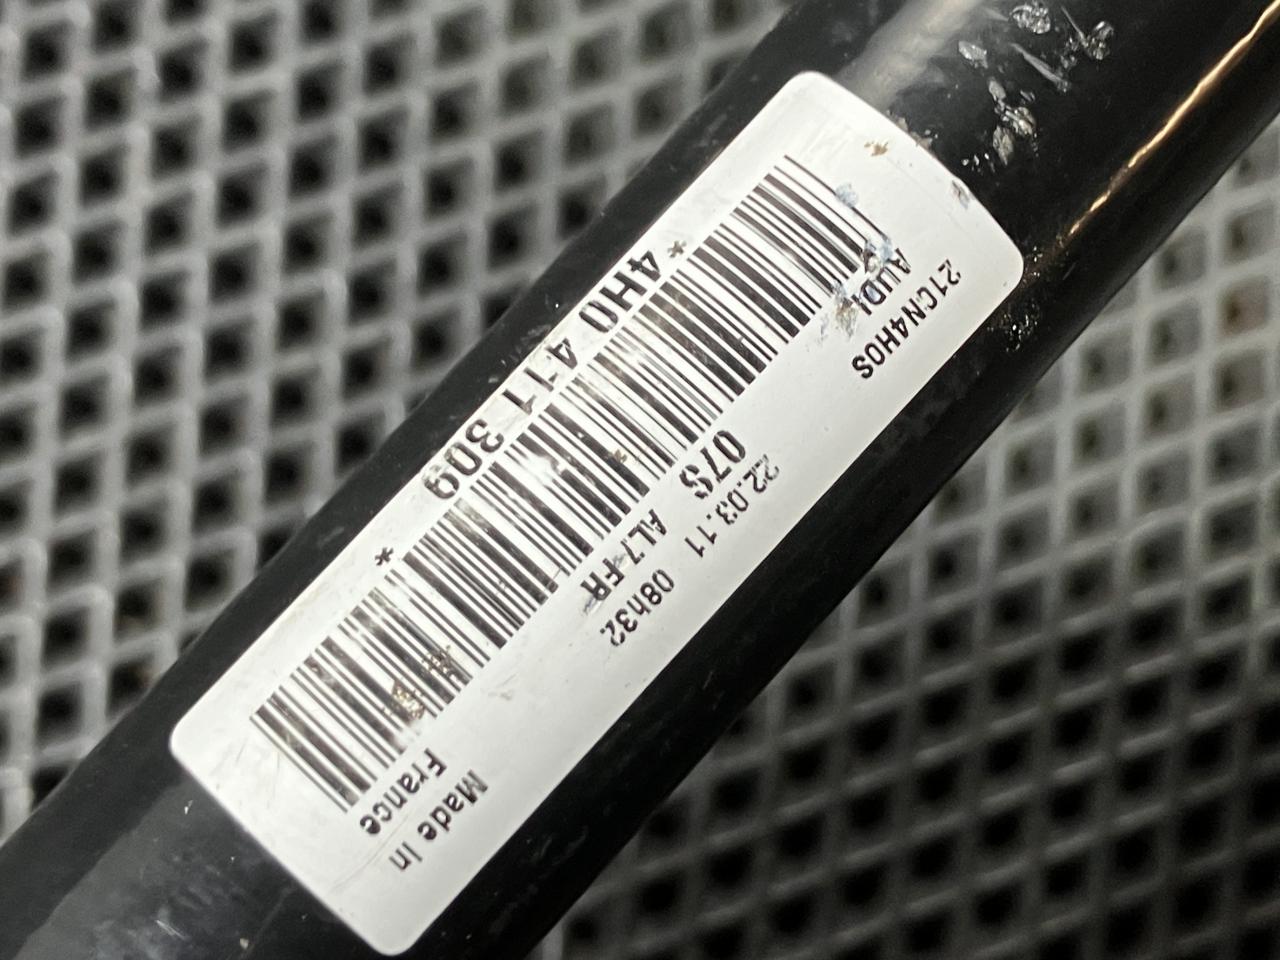 21CN4H0S
AUDI
22.03.11 08h32
07S AL7-FR
Made In
France
*4H0 411 309 *